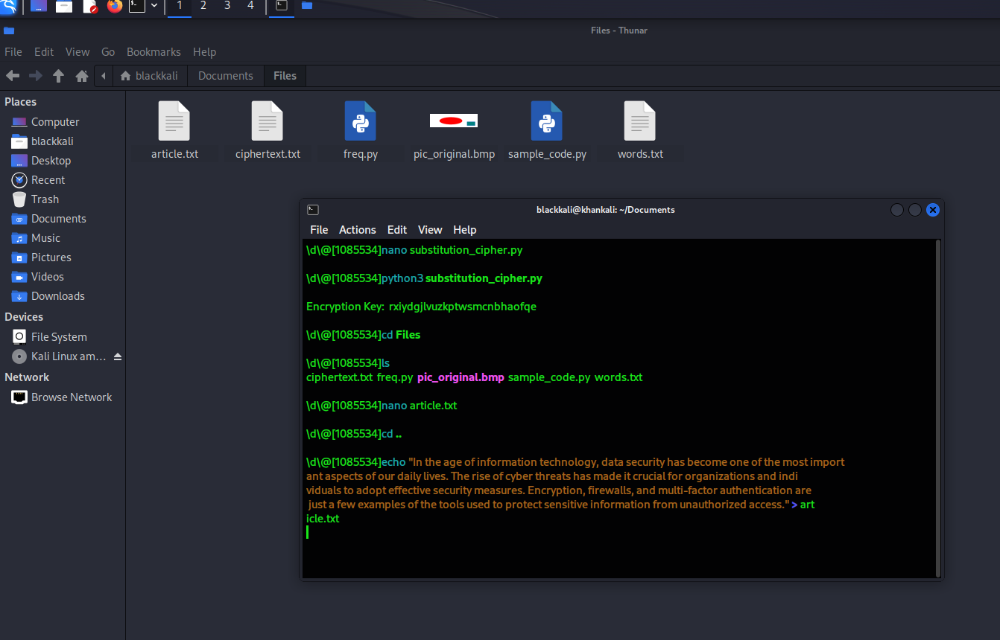 1 2 3 4
Files - Thunar
File Edit View Go Bookmarks Help
blackkali Documents Files
Places
Computer
blackkali
Desktop
Recent
Trash
Documents
Music
Pictures
Videos
Downloads
Devices
File System
Kali Linux am...
Network
Browse Network
article.txt ciphertext.txt freq.py pic_original.bmp sample_code.py words.txt
blackkali@khankali: ~/Documents
File Actions Edit View Help
\d\@[1085534]nano substitution_cipher.py
\d\@[1085534]python3 substitution_cipher.py
Encryption Key: rxiydgjlvuzkptwsmcnbhaofqe
\d\@[1085534]cd Files
\d\@[1085534]ls
ciphertext.txt freq.py pic_original.bmp sample_code.py words.txt
\d\@[1085534]nano article.txt
\d\@[1085534]cd ..
\d\@[1085534]echo "In the age of information technology, data security has become one of the most import
ant aspects of our daily lives. The rise of cyber threats has made it crucial for organizations and indi
viduals to adopt effective security measures. Encryption, firewalls, and multi-factor authentication are
just a few examples of the tools used to protect sensitive information from unauthorized access." > art
icle.txt